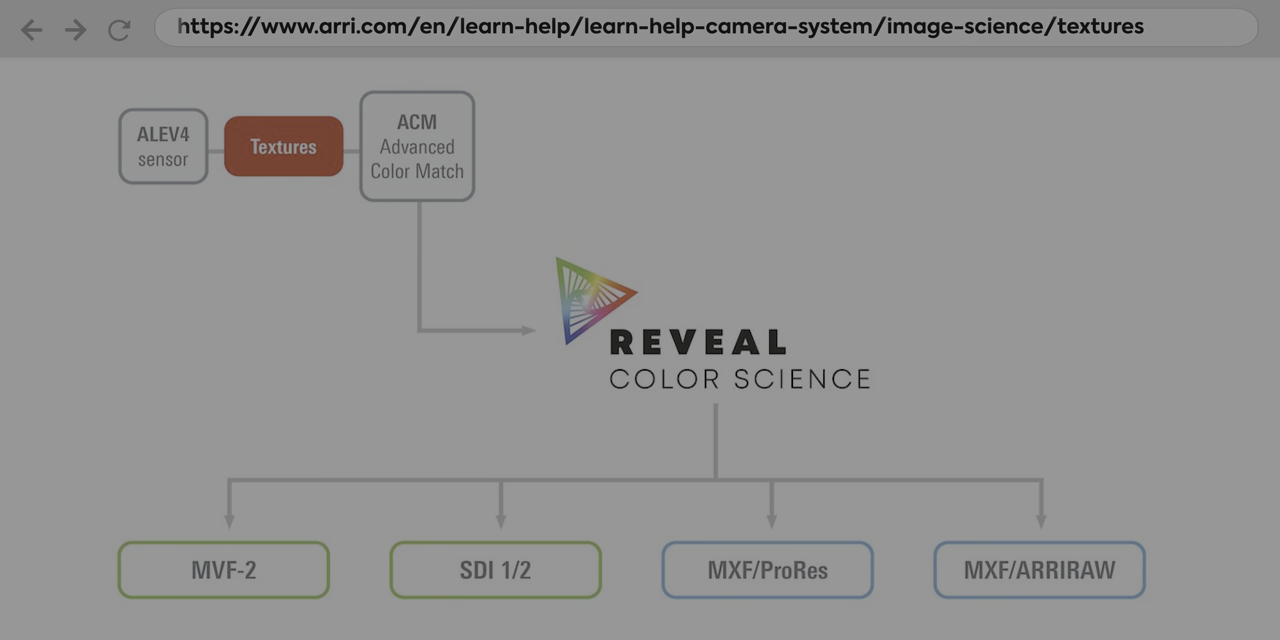 https://www.arri.com/en/learn-help/learn-help-camera-system/image-science/textures
ALEV4
sensor
Textures
ACM
Advanced
Color Match
REVEAL
COLOR SCIENCE
MVF-2
SDI 1/2
MXF/ProRes
MXF/ARRIRAW